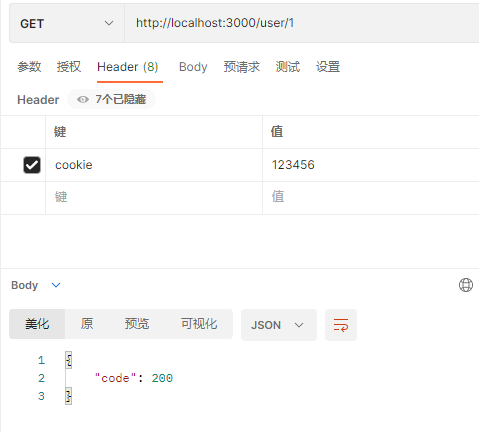 GET http://localhost:3000/user/1
参数 授权 Header (8) Body 预请求 测试 设置
Header 7个已隐藏
键 值
cookie 123456
键 值
Body
美化 原 预览 可视化 JSON
1 {
2 "code": 200
3 }